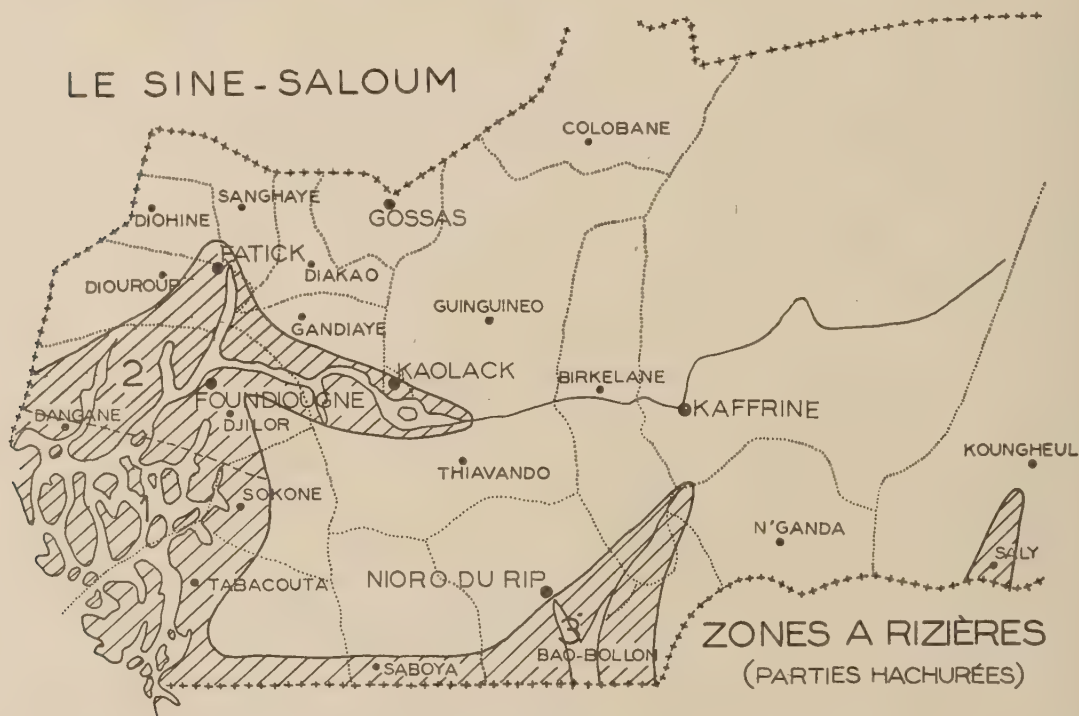 LE SINE-SALOUM
COLOBANE
SANGHAYE
DIOHINE
GOSSAS
FATICK
DIAKAO
DIOUROUP
GANDIAYE
GUINGUINEO
2
KAOLACK
BIRKELANE
FOUNDIOUGNE
KAFFRINE
DANGANE
DJILOR
KOUNGHEUL
THIAVANDO
SOKONE
N'GANDA
SALY
TABACOUTA
NIORO DU RIP
3
BAO-BOLLON
SABOYA
ZONES A RIZIÈRES
(PARTIES HACHURÉES)